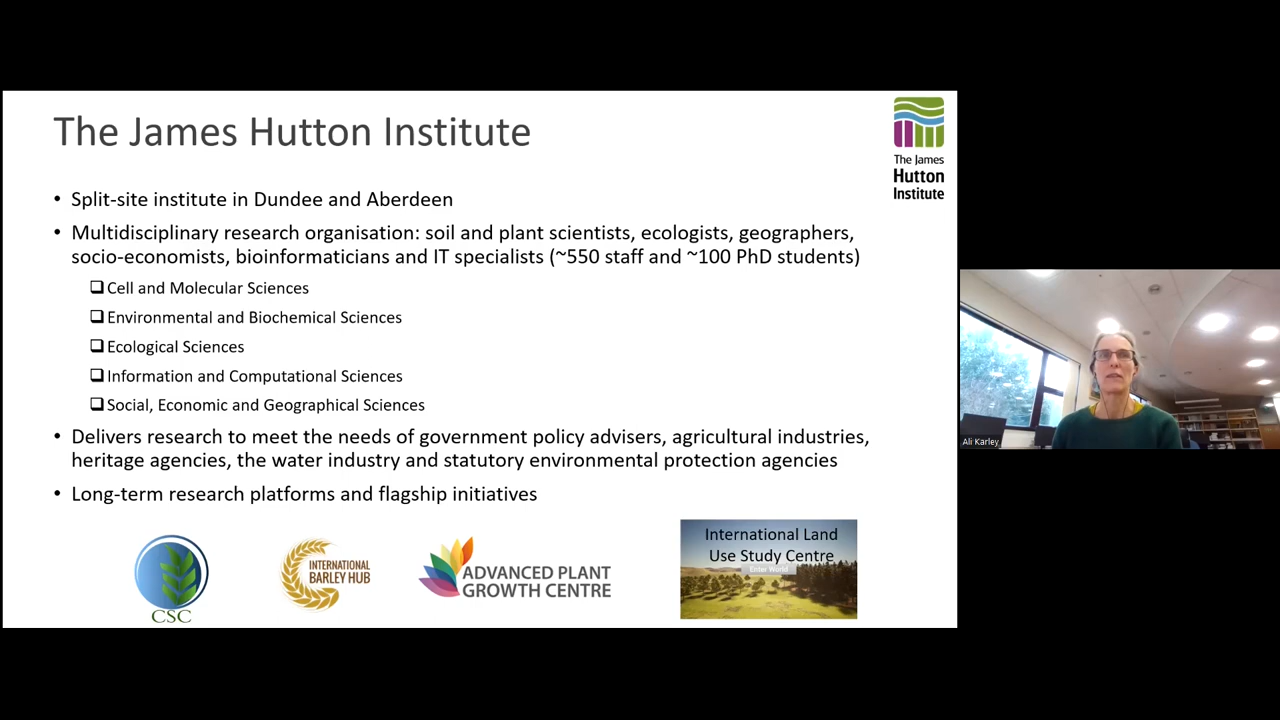 The James Hutton Institute
The James
Hutton
Institute
• Split-site institute in Dundee and Aberdeen
• Multidisciplinary research organisation: soil and plant scientists, ecologists, geographers,
socio-economists, bioinformaticians and IT specialists (~550 staff and ~100 PhD students)
❑ Cell and Molecular Sciences
❑ Environmental and Biochemical Sciences
❑ Ecological Sciences
❑ Information and Computational Sciences
❑ Social, Economic and Geographical Sciences
• Delivers research to meet the needs of government policy advisers, agricultural industries,
heritage agencies, the water industry and statutory environmental protection agencies
• Long-term research platforms and flagship initiatives
CSC
INTERNATIONAL
BARLEY HUB
ADVANCED PLANT
GROWTH CENTRE
International Land
Use Study Centre
Enter World
Ali Karley